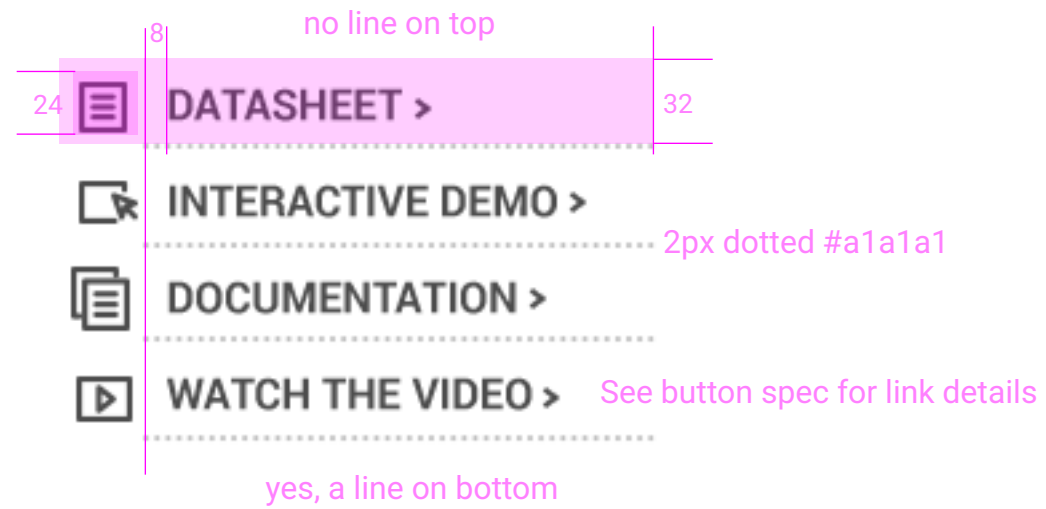 8
no line on top
24
DATASHEET >
32
INTERACTIVE DEMO >
2px dotted #a1a1a1
DOCUMENTATION >
WATCH THE VIDEO >
See button spec for link details
yes, a line on bottom